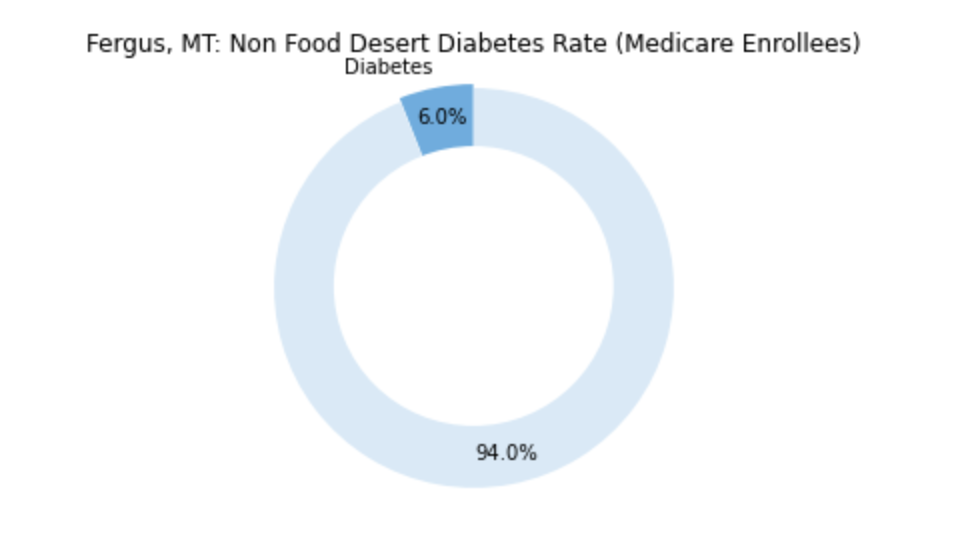 Fergus, MT: Non Food Desert Diabetes Rate (Medicare Enrollees)
Diabetes
6.0%
94.0%